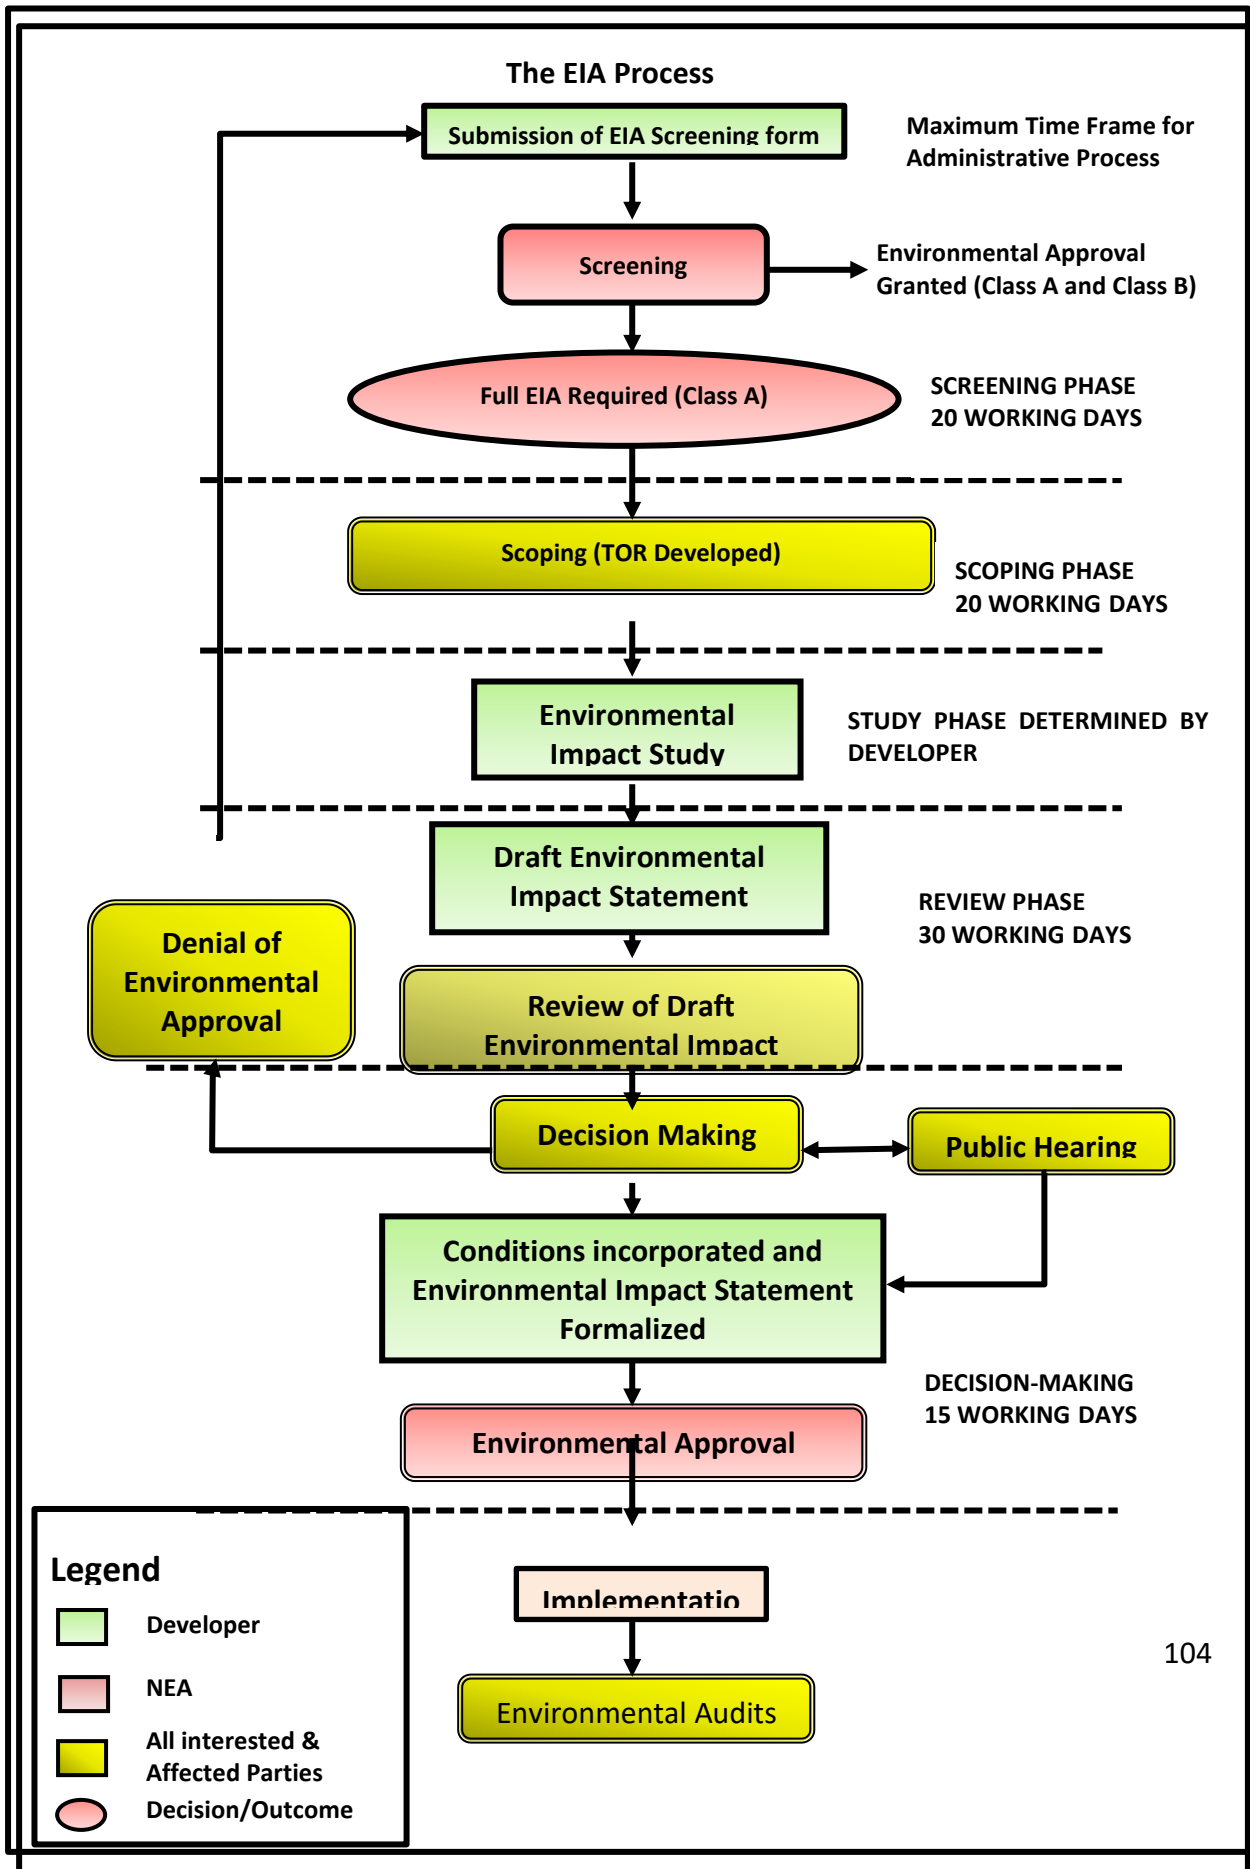 The EIA Process
Submission of EIA Screening form
Maximum Time Frame for
Administrative Process
Screening
Environmental Approval
Granted (Class A and Class B)
Full EIA Required (Class A)
SCREENING PHASE
20 WORKING DAYS
Scoping (TOR Developed)
SCOPING PHASE
20 WORKING DAYS
Environmental
Impact Study
STUDY PHASE DETERMINED BY
DEVELOPER
Draft Environmental
Impact Statement
REVIEW PHASE
30 WORKING DAYS
Denial of
Environmental
Approval
Review of Draft
Environmental Impact
Decision Making
Public Hearing
Conditions incorporated and
Environmental Impact Statement
Formalized
DECISION-MAKING
15 WORKING DAYS
Environmental Approval
Implementatio
Environmental Audits
Legend
Developer
NEA
All interested &
Affected Parties
Decision/Outcome
104